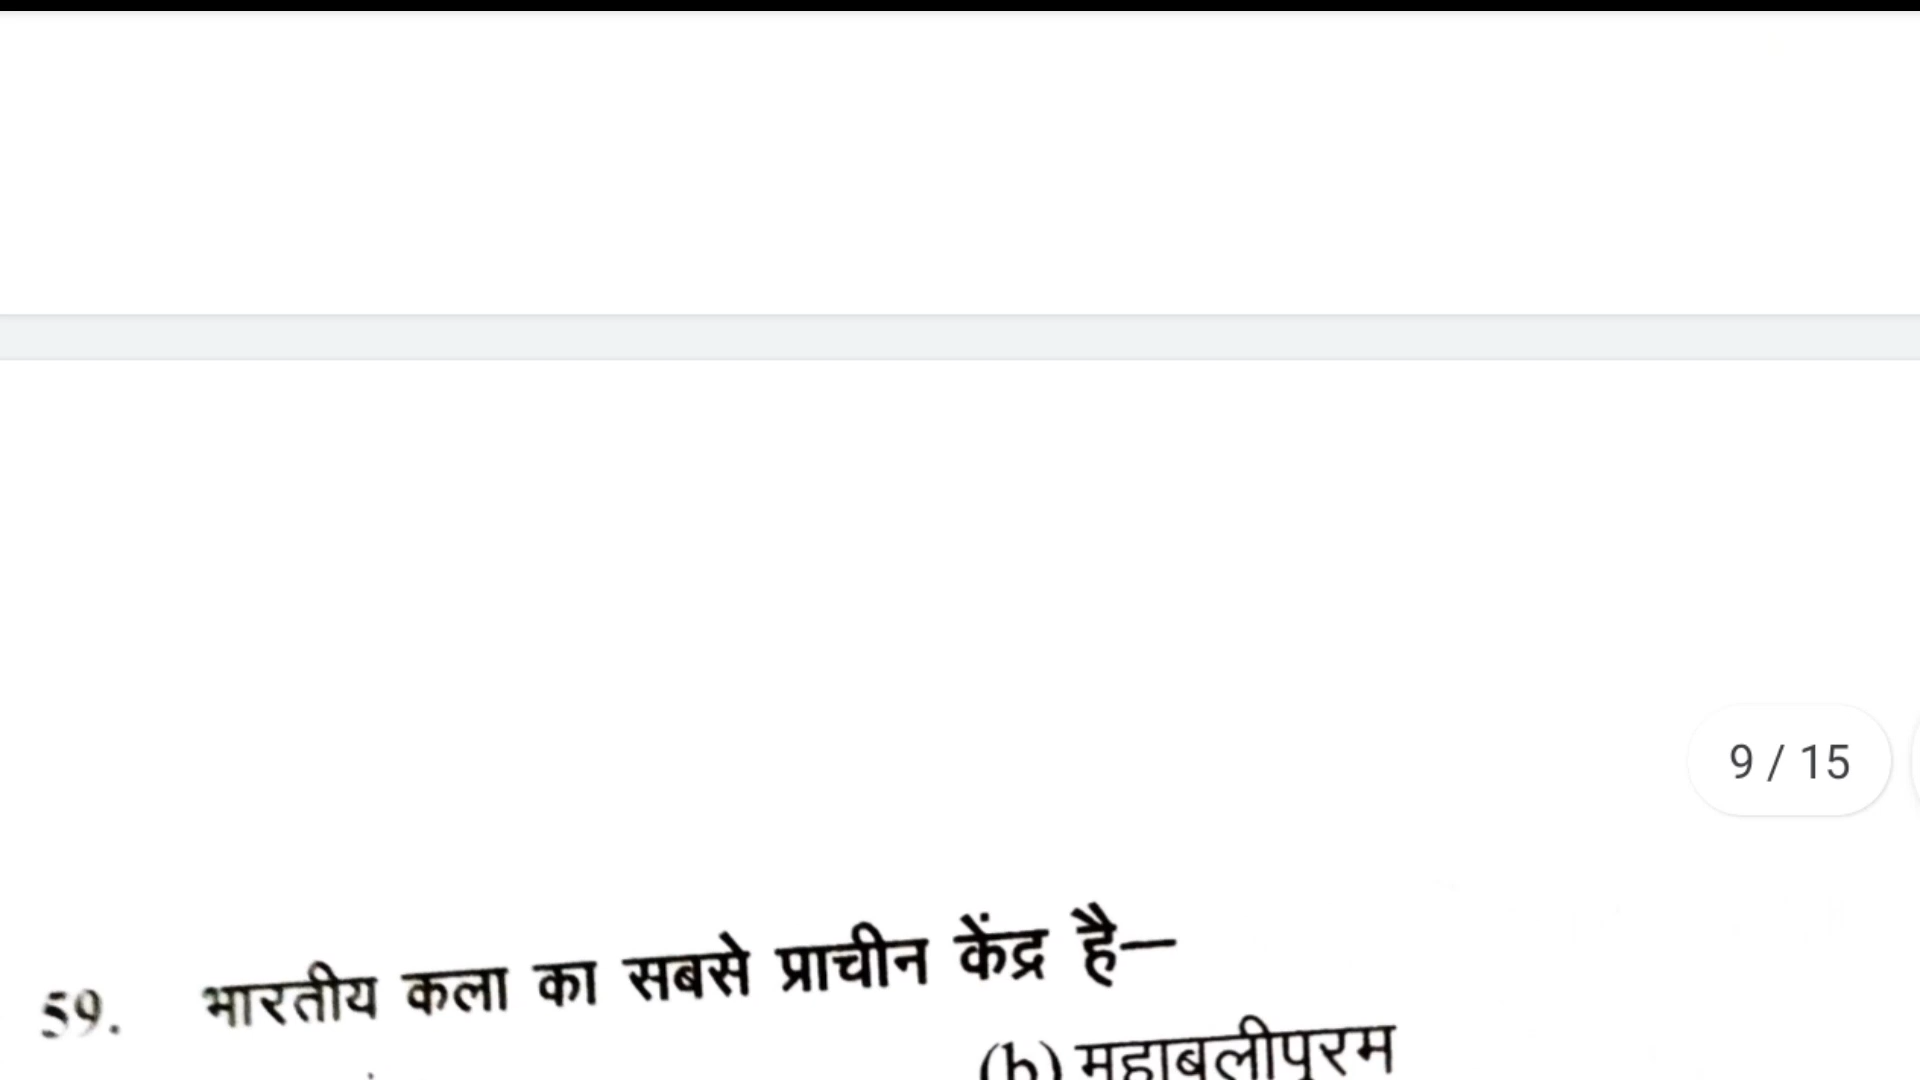 9 / 15
59. भारतीय कला का सबसे प्राचीन केंद्र है—
(b) महाबलीपुरम